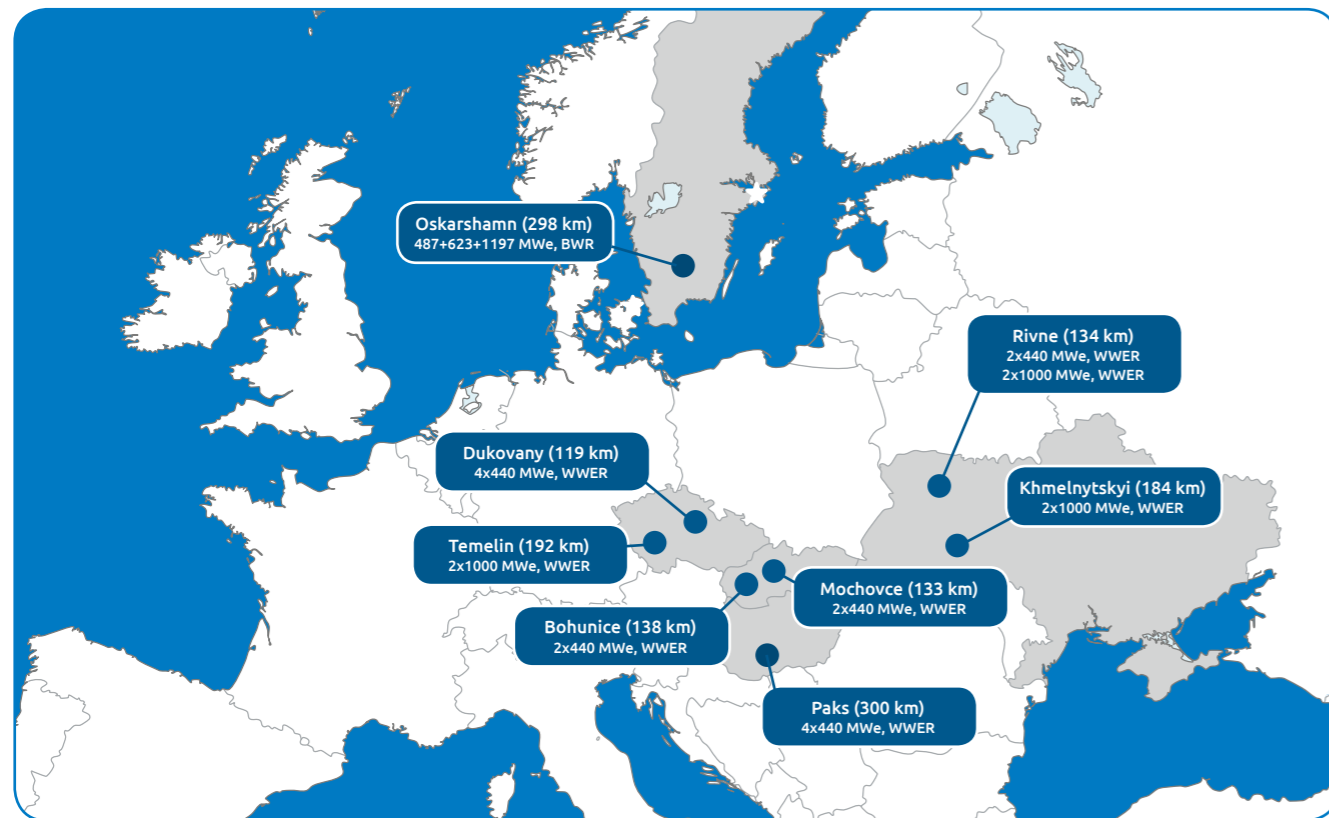 Oskarshamn (298 km)
487+623+1197 MWe, BWR
Rivne (134 km)
2x440 MWe, WWER
2x1000 MWe, WWER
Dukovany (119 km)
4x440 MWe, WWER
Khmelnytskyi (184 km)
2x1000 MWe, WWER
Temelin (192 km)
2x1000 MWe, WWER
Mochovce (133 km)
2x440 MWe, WWER
Bohunice (138 km)
2x440 MWe, WWER
Paks (300 km)
4x440 MWe, WWER